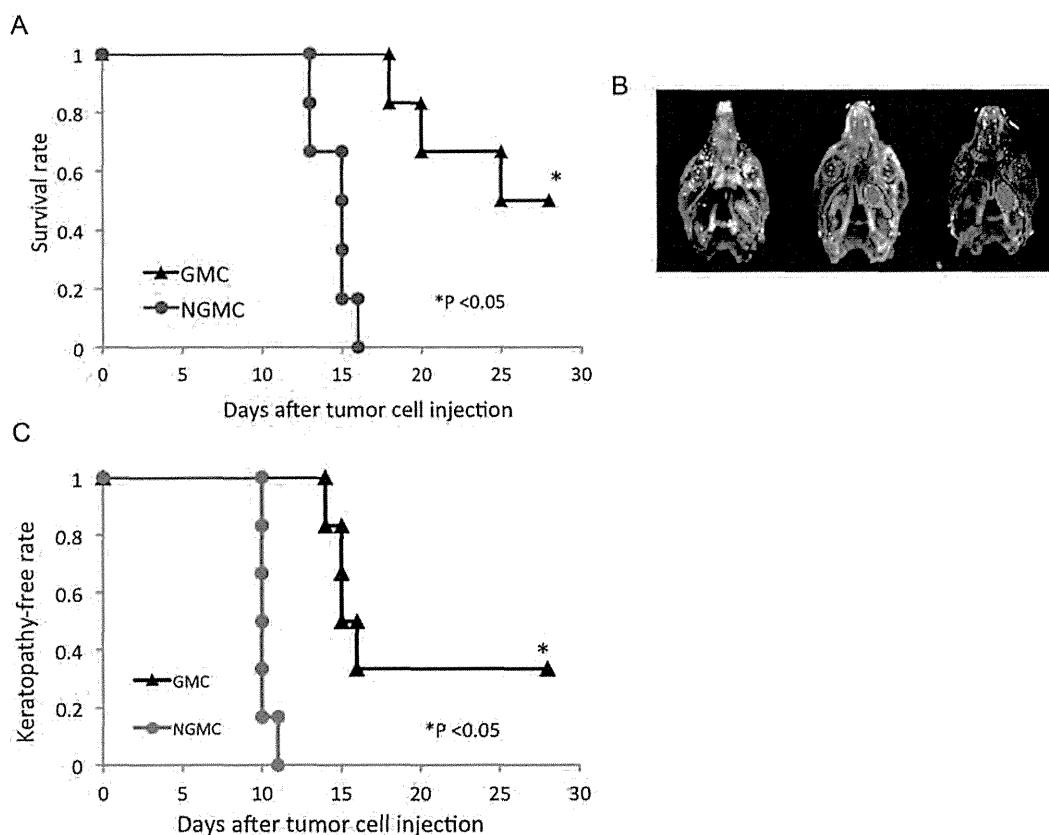 A
1
0.8
0.6
0.4
0.2
0
Survival rate
GMC
NGMC
*
*P <0.05
0 5 10 15 20 25 30
Days after tumor cell injection
B
C
1
0.8
0.6
0.4
0.2
0
Keratopathy-free rate
GMC
NGMC
*
*P <0.05
0 5 10 15 20 25 30
Days after tumor cell injection